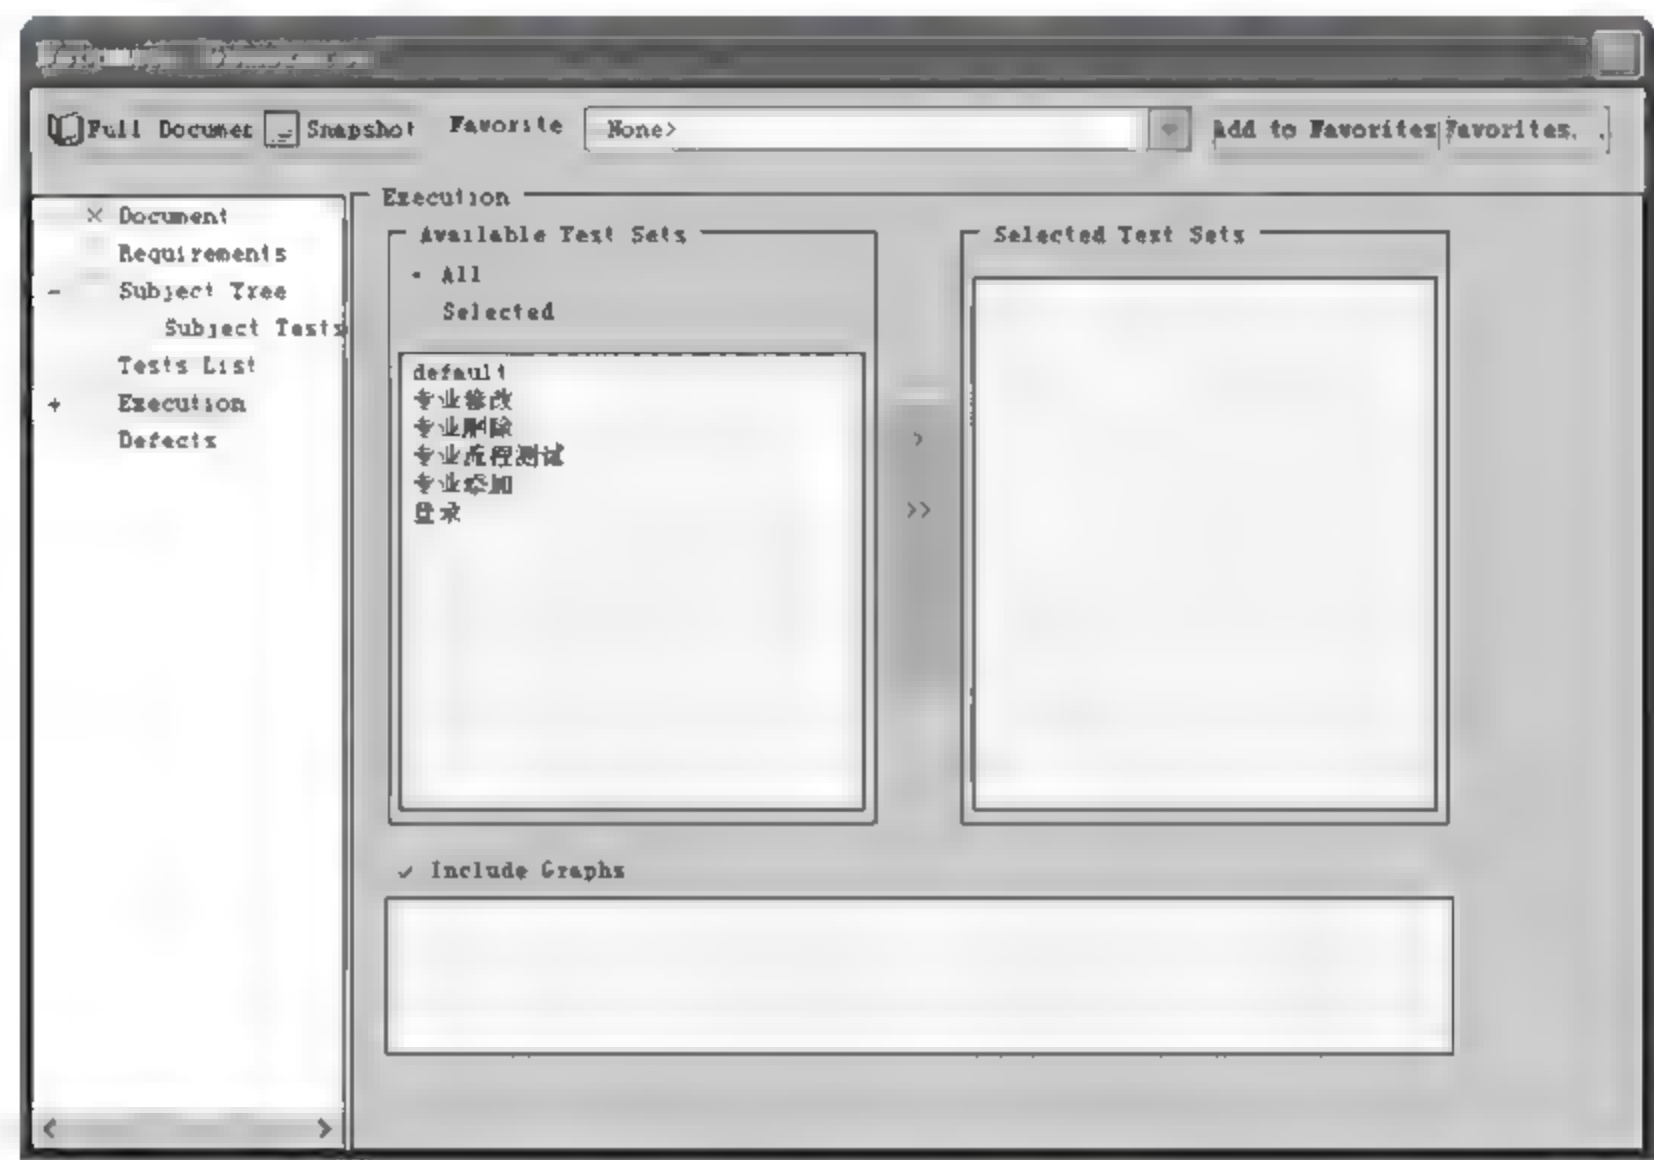 Full Documet Snapshot Favorite None> Add to Favorites Favorites. .
Document
Requirements
Subject Tree
Subject Tests
Tests List
Execution
Defects
Execution
Available Test Sets
All
Selected
default
专业修改
专业删除
专业流程测试
专业添加
登录
>
>>
Selected Test Sets
Include Graphs